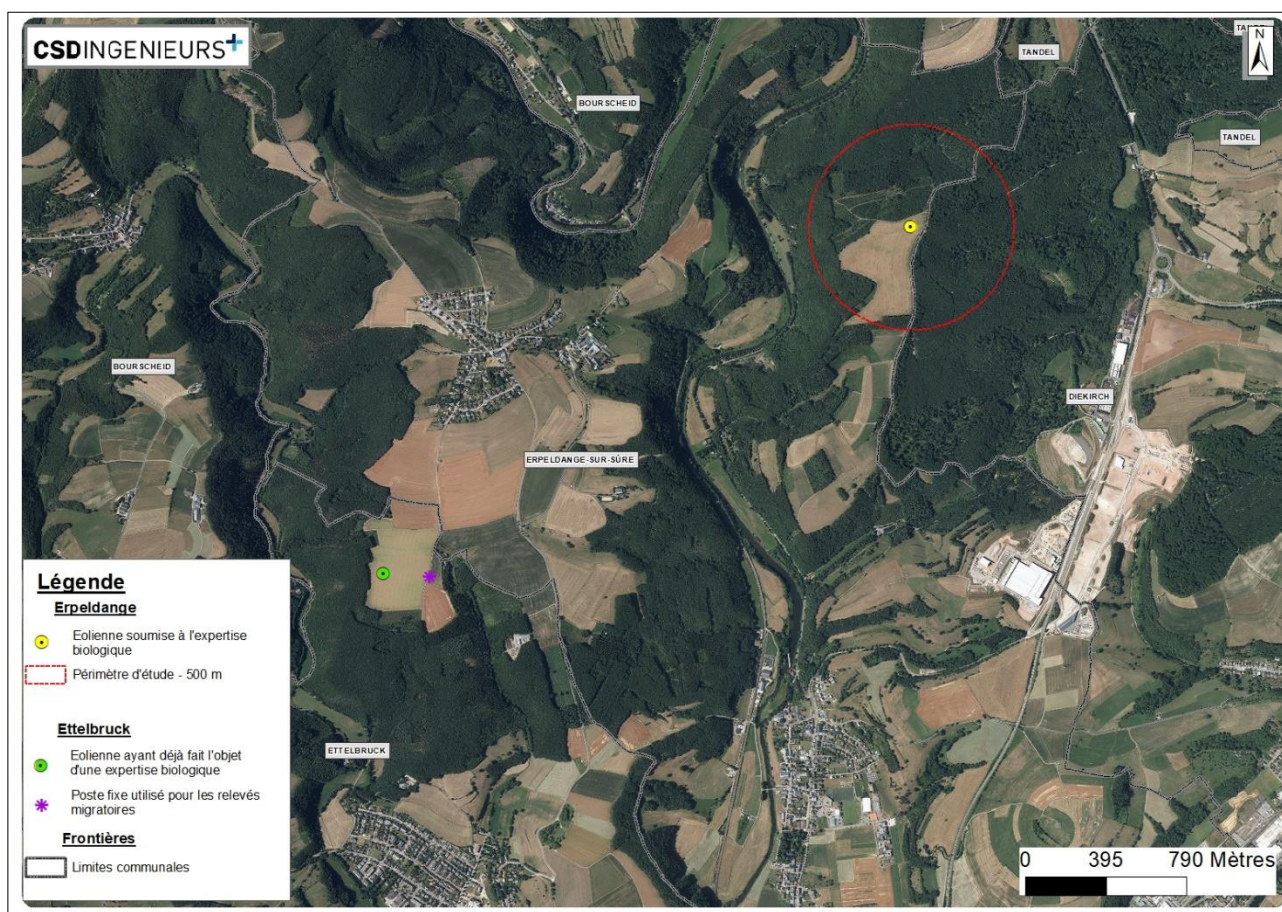 CSDINGENIEURS+
TANDEL
N
TANDEL
BOURSCHEID
TANDEL
BOURSCHEID
DIEKIRCH
ERPELDANGE-SUR-SÛRE
ETTELBRUCK
Légende
Erpeldange
Eolienne soumise à l'expertise
biologique
Périmètre d'étude - 500 m
Ettelbruck
Eolienne ayant déjà fait l'objet
d'une expertise biologique
Poste fixe utilisé pour les relevés
migratoires
Frontières
Limites communales
0 395 790 Mètres